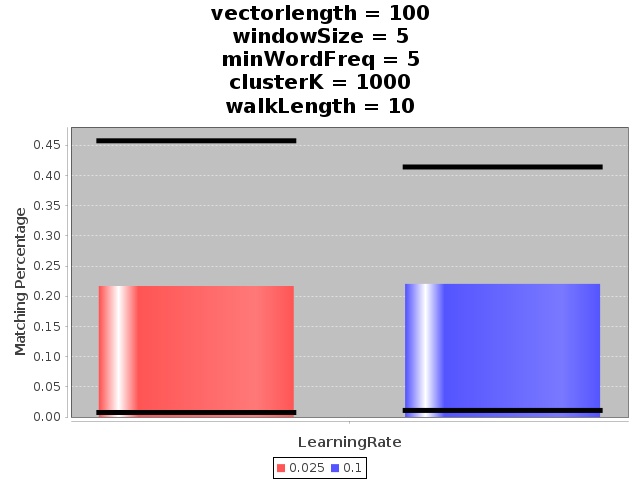 vectorlength = 100
windowSize = 5
minWordFreq = 5
clusterK = 1000
walkLength = 10
Matching Percentage
0.45
0.40
0.35
0.30
0.25
0.20
0.15
0.10
0.05
0.00
LearningRate
0.025 0.1